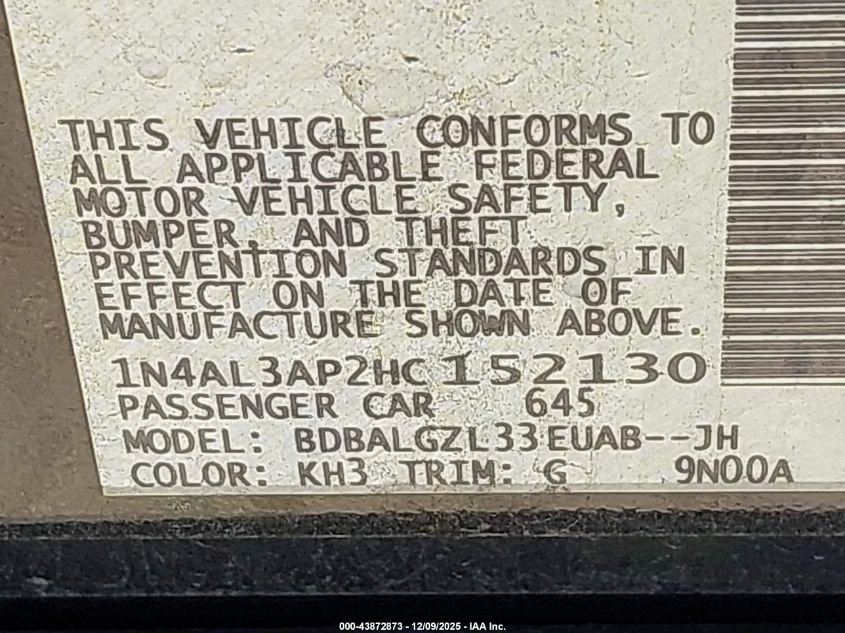 THIS VEHICLE CONFORMS TO
ALL APPLICABLE FEDERAL
MOTOR VEHICLE SAFETY,
BUMPER, AND THEFT
PREVENTION STANDARDS IN
EFFECT ON THE DATE OF
MANUFACTURE SHOWN ABOVE.
1N4AL3AP2HC152130
PASSENGER CAR 645
MODEL: BDBALGZL33EUAB--JH
COLOR: KH3 TRIM: G 9N00A
000-43872873 - 12/09/2025 - IAA Inc.